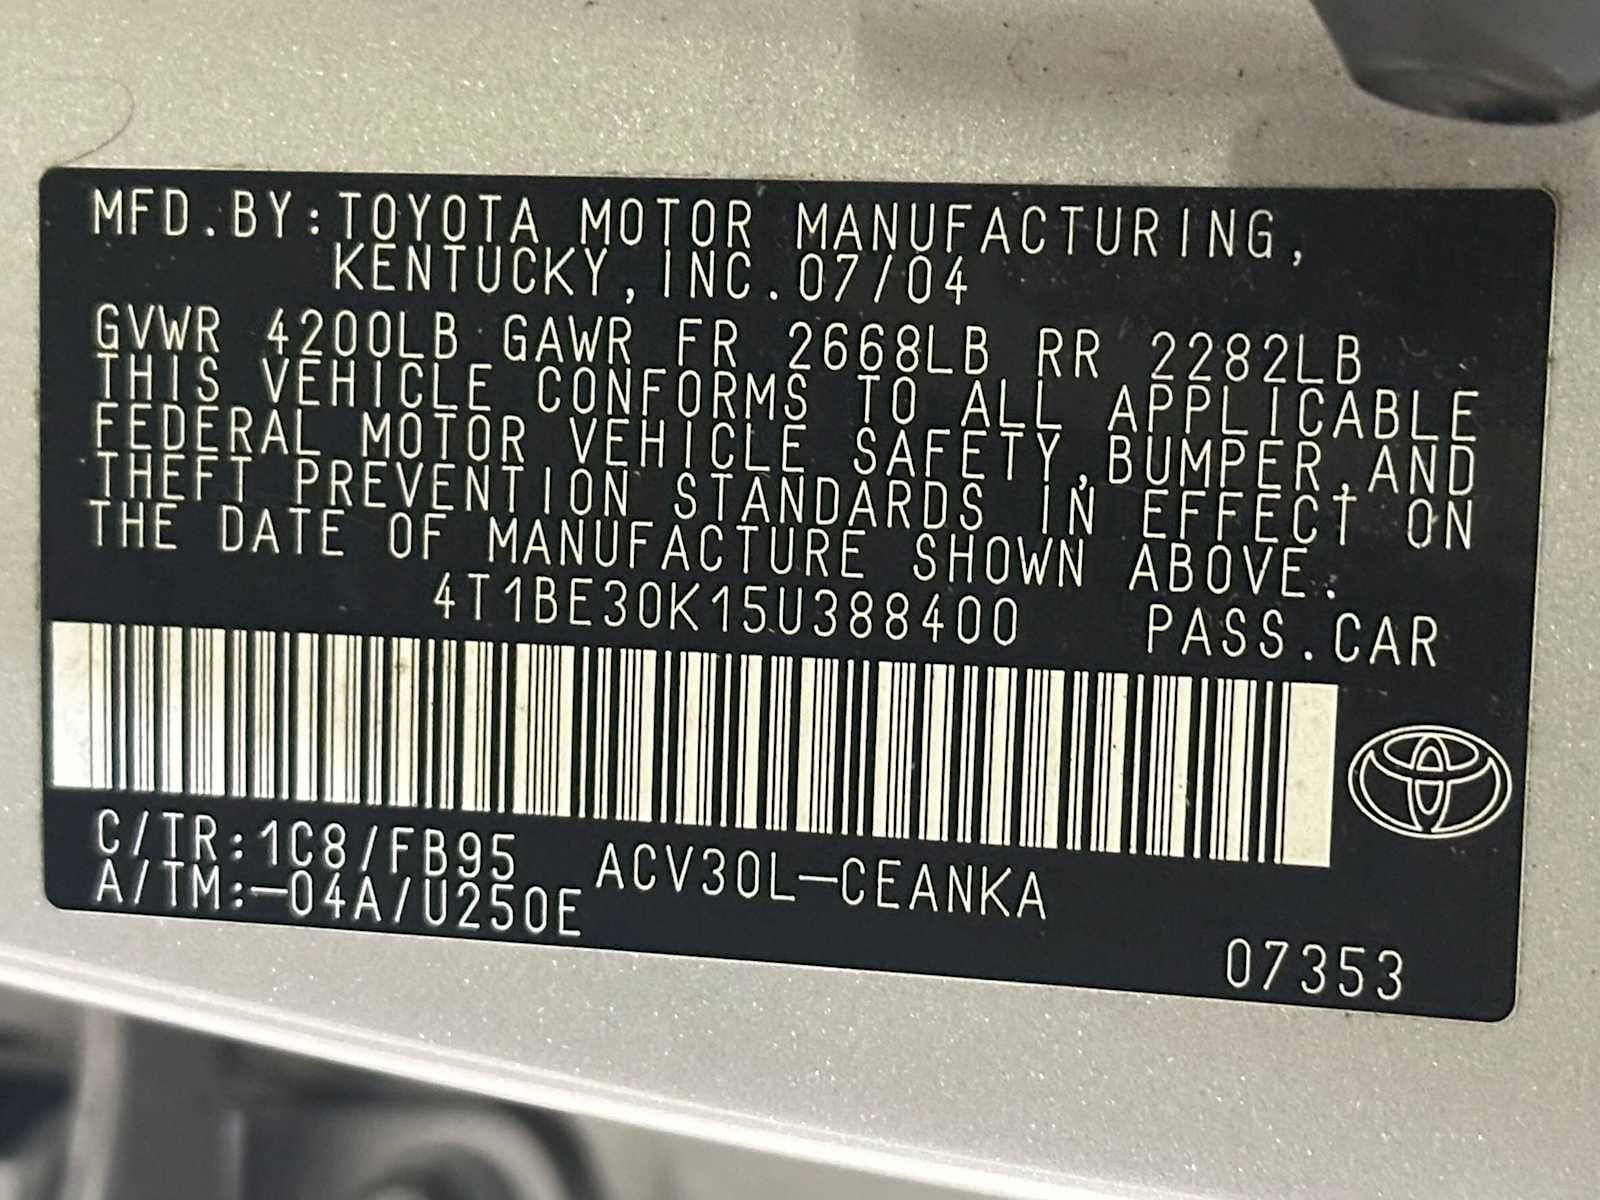 MFD.BY:TOYOTA MOTOR MANUFACTURING,
KENTUCKY,INC.07/04
GVWR 4200LB GAWR FR 2668LB RR 2282LB
THIS VEHICLE CONFORMS TO ALL APPLICABLE
FEDERAL MOTOR VEHICLE SAFETY,BUMPER,AND
THEFT PREVENTION STANDARDS IN EFFECT ON
THE DATE OF MANUFACTURE SHOWN ABOVE.
4T1BE30K15U388400 PASS.CAR
C/TR:1C8/FB95 ACV30L-CEANKA
A/TM:-04A/U250E
07353